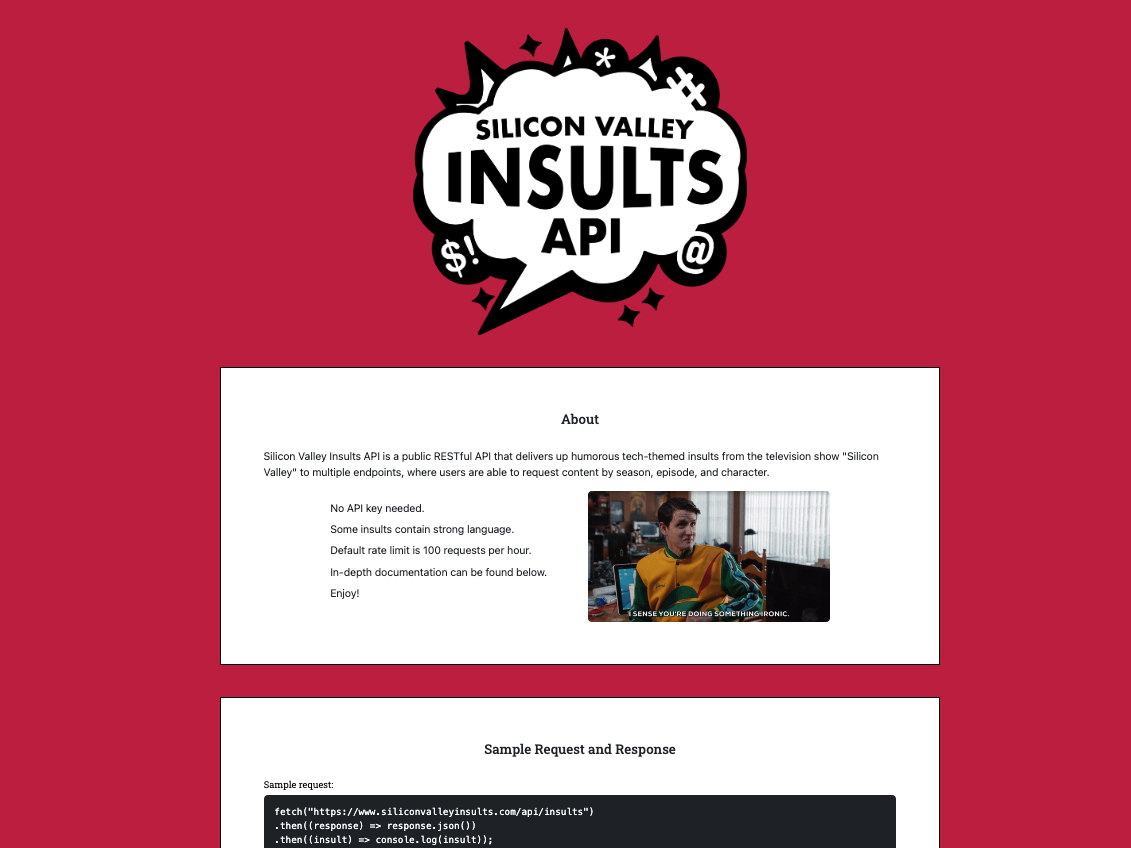 *
#
SILICON VALLEY
INSULTS
API
$!
@
About
Silicon Valley Insults API is a public RESTful API that delivers up humorous tech-themed insults from the television show "Silicon
Valley" to multiple endpoints, where users are able to request content by season, episode, and character.
No API key needed.
Some insults contain strong language.
Default rate limit is 100 requests per hour.
In-depth documentation can be found below.
Enjoy!
I SENSE YOU'RE DOING SOMETHING IRONIC.
Sample Request and Response
Sample request:
fetch("https://www.siliconvalleyinsults.com/api/insults")
.then((response) => response.json())
.then((insult) => console.log(insult));